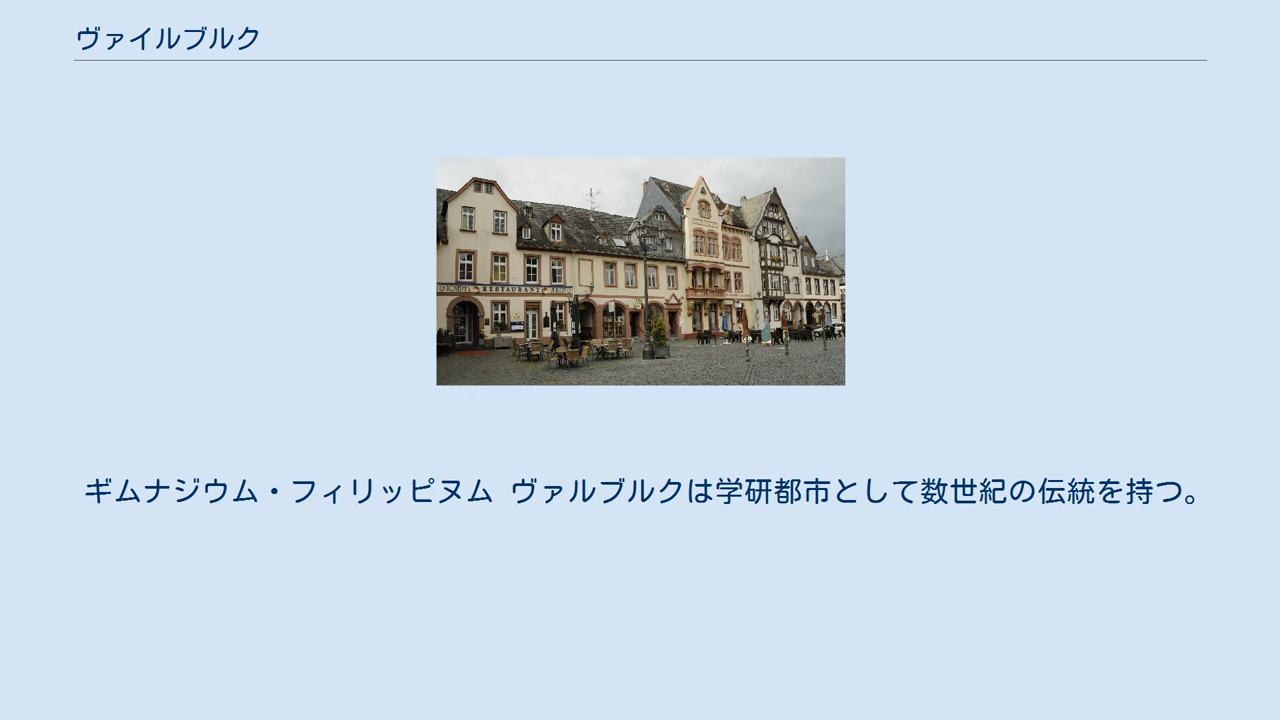 ヴァイルブルク
RESTAURANT
ギムナジウム・フィリッピヌム ヴァルブルクは学研都市として数世紀の伝統を持つ。